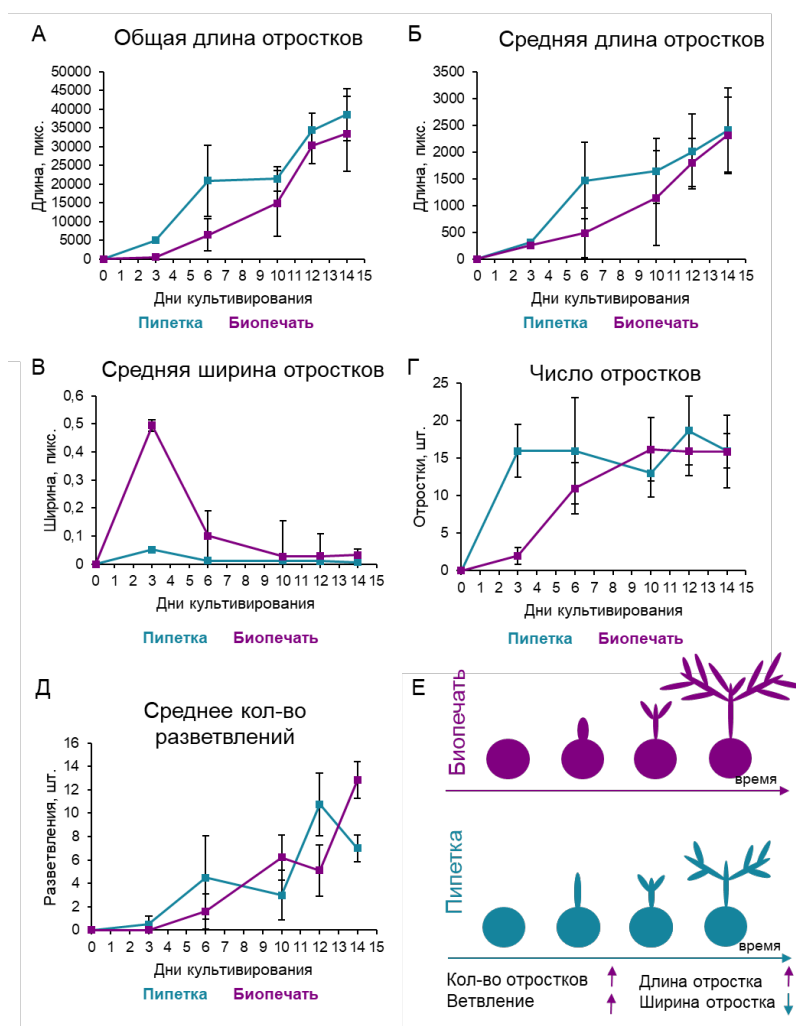 А
Общая длина отростков
50000
45000
40000
35000
30000
25000
20000
15000
10000
5000
0
Длина, пикс.
0 1 3 2 4 5 6 7 8 9 10 11 12 13 14 15
Дни культивирования
Пипетка Биопечать
Б
Средняя длина отростков
3500
3000
2500
2000
1500
1000
500
0
Длина, пикс.
0 1 2 3 4 5 6 7 8 9 10 11 12 13 14 15
Дни культивирования
Пипетка Биопечать
В
Средняя ширина отростков
0,6
0,5
0,4
0,3
0,2
0,1
0
Ширина, пикс.
0 1 2 3 4 5 6 7 8 9 10 11 12 13 14 15
Дни культивирования
Пипетка Биопечать
Г
Число отростков
25
20
15
10
5
0
Отростки, шт.
0 1 2 3 4 5 6 7 8 9 10 11 12 13 14 15
Дни культивирования
Пипетка Биопечать
Д
Среднее кол-во
разветвлений
16
14
12
10
8
6
4
2
0
Разветвления, шт.
0 1 2 3 4 5 6 7 8 9 10 11 12 13 14 15
Дни культивирования
Пипетка Биопечать
Е
Биопечать
время
Пипетка
время
Кол-во отростков
Ветвление
Длина отростка
Ширина отростка